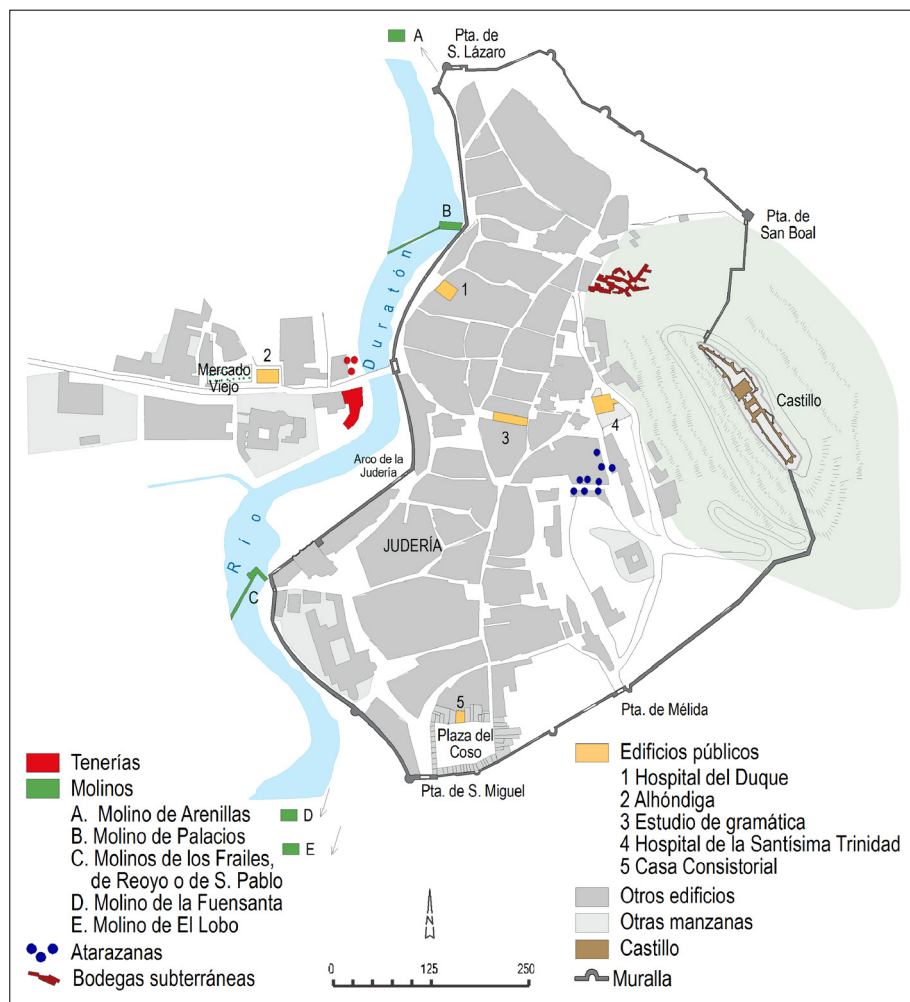 A
Pta. de
S. Lázaro
B
Pta. de
San Boal
Río Duratón
1
2
Mercado
Viejo
Castillo
3
4
Arco de la
Judería
JUDERÍA
C
5
Plaza del
Coso
Pta. de Mélida
Pta. de S. Miguel
D
E
Tenerías
Molinos
A. Molino de Arenillas
B. Molino de Palacios
C. Molinos de los Frailes,
de Reoyo o de S. Pablo
D. Molino de la Fuensanta
E. Molino de El Lobo
Atarazanas
Bodegas subterráneas
N
0 125 250
Edificios públicos
1 Hospital del Duque
2 Alhóndiga
3 Estudio de gramática
4 Hospital de la Santísima Trinidad
5 Casa Consistorial
Otros edificios
Otras manzanas
Castillo
Muralla